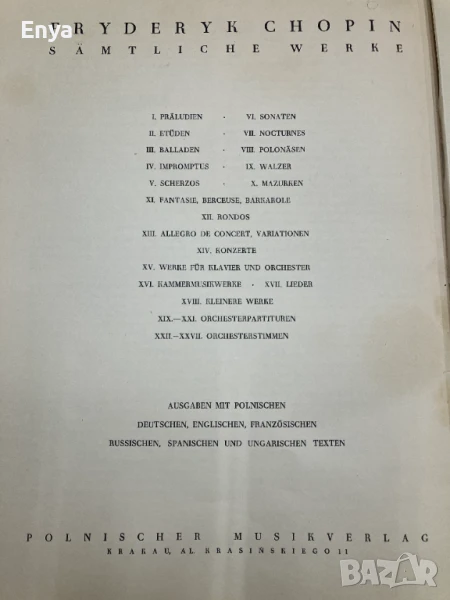 FRYDERYK CHOPIN
Enya
SÄMTLICHE WERKE
I. PRÄLUDIEN · VI. SONATEN
II. ETÜDEN · VII. NOCTURNES
III. BALLADEN · VIII. POLONÄSEN
IV. IMPROMPTUS · IX. WALZER
V. SCHERZOS · X. MAZURKEN
XI. FANTASIE, BERCEUSE, BARKAROLE
XII. RONDOS
XIII. ALLEGRO DE CONCERT, VARIATIONEN
XIV. KONZERTE
XV. WERKE FÜR KLAVIER UND ORCHESTER
XVI. KAMMERMUSIKWERKE · XVII. LIEDER
XVIII. KLEINERE WERKE
XIX.—XXI. ORCHESTERPARTITUREN
XXII.—XXVII. ORCHESTERSTIMMEN
AUSGABEN MIT POLNISCHEN
DEUTSCHEN, ENGLISCHEN, FRANZÖSISCHEN
RUSSISCHEN, SPANISCHEN UND UNGARISCHEN TEXTEN
POLNISCHER MUSIKVERLAG
KRAKAU, AL. KRASIŃSKIEGO 11
BAZAR